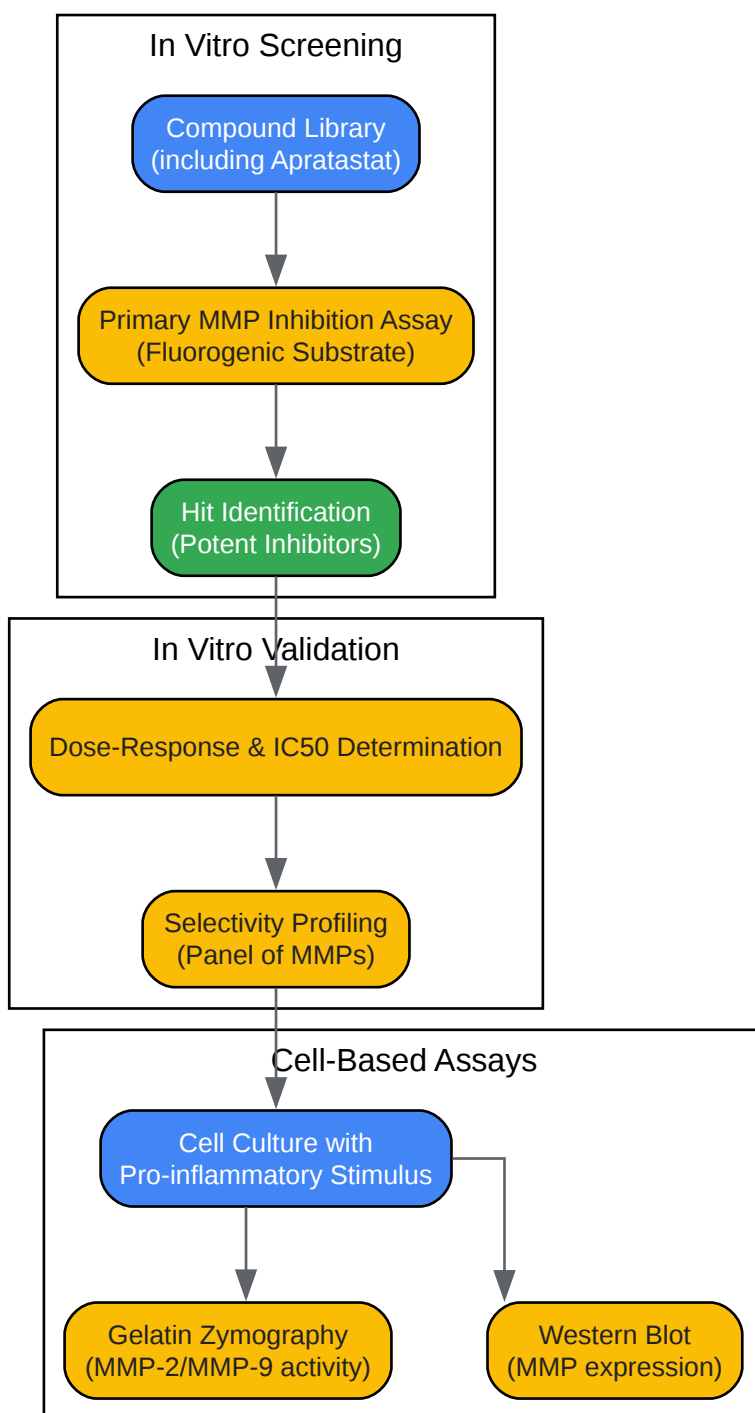 In Vitro Screening
Compound Library
(including Apratastat)
Primary MMP Inhibition Assay
(Fluorogenic Substrate)
Hit Identification
(Potent Inhibitors)
In Vitro Validation
Dose-Response & IC50 Determination
Selectivity Profiling
(Panel of MMPs)
Cell-Based Assays
Cell Culture with
Pro-inflammatory Stimulus
Gelatin Zymography
(MMP-2/MMP-9 activity)
Western Blot
(MMP expression)